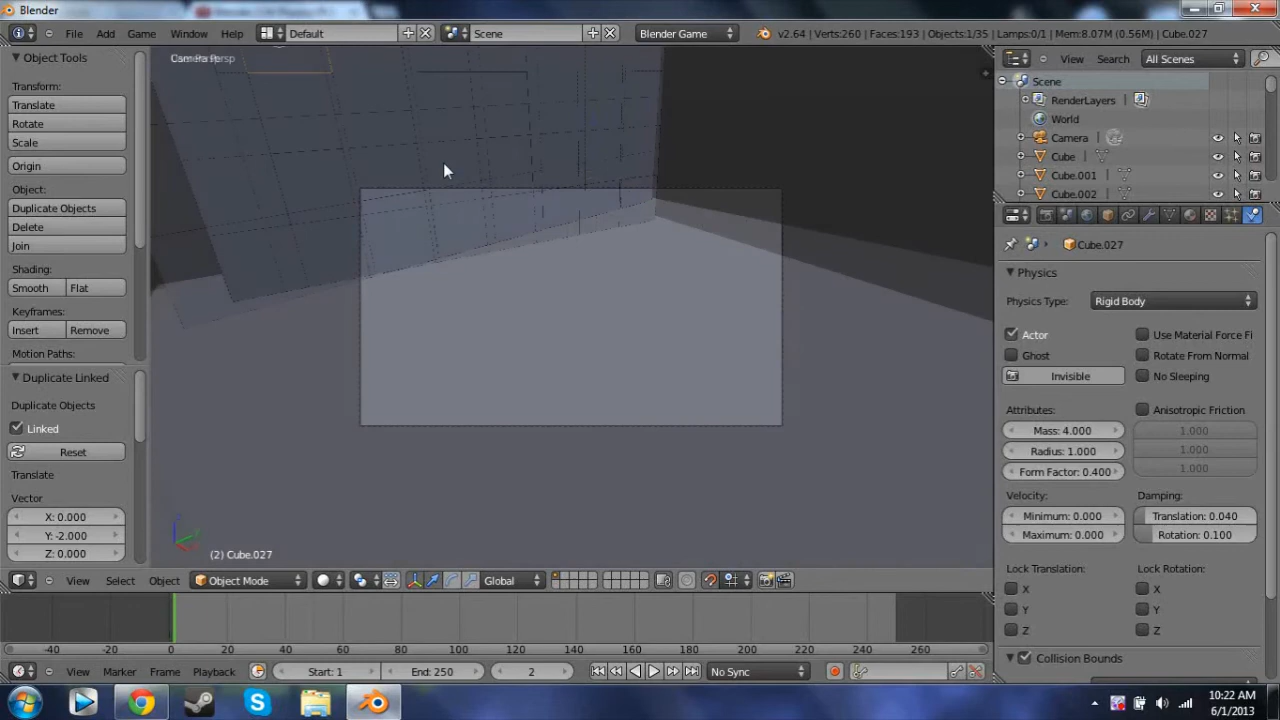 Blender
File Add Game Window Help Default Scene Blender Game v2.64 | Verts:260 | Faces:193 | Objects:1/35 | Lamps:0/1 | Mem:8.07M (0.56M) | Cube.027
Object Tools
Transform:
Translate
Rotate
Scale
Origin
Object:
Duplicate Objects
Delete
Join
Shading:
Smooth Flat
Keyframes:
Insert Remove
Motion Paths:
Duplicate Linked
Duplicate Objects
Linked
Reset
Translate
Vector
X: 0.000
Y: -2.000
Z: 0.000
(2) Cube.027
View Select Object Object Mode Global
-40 -20 0 20 40 60 80 100 120 140 160 180 200 220 240 260
View Marker Frame Playback Start: 1 End: 250 2 No Sync
View Search All Scenes
Scene
RenderLayers
World
Camera
Cube
Cube.001
Cube.002
Cube.027
Physics
Physics Type: Rigid Body
Actor Use Material Force Fi
Ghost Rotate From Normal
Invisible No Sleeping
Attributes: Anisotropic Friction
Mass: 4.000 1.000
Radius: 1.000 1.000
Form Factor: 0.400 1.000
Velocity: Damping:
Minimum: 0.000 Translation: 0.040
Maximum: 0.000 Rotation: 0.100
Lock Translation: Lock Rotation:
X X
Y Y
Z Z
Collision Bounds
10:22 AM
6/1/2013